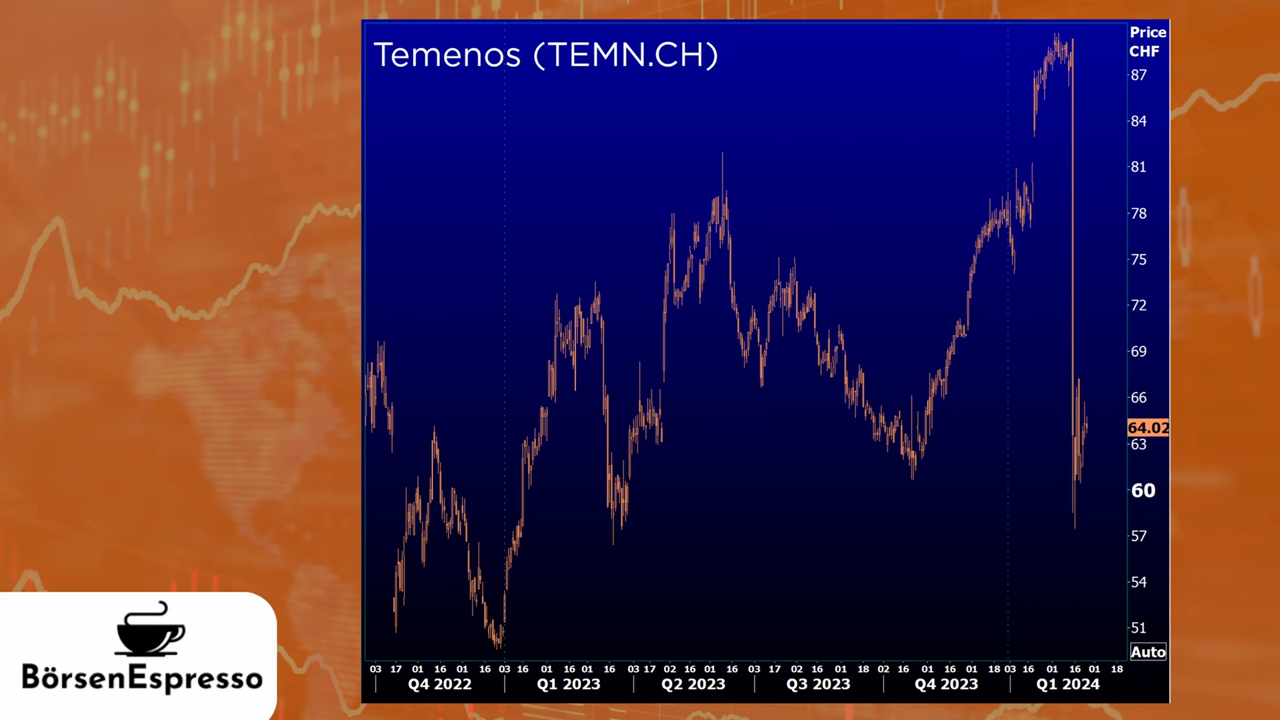 Temenos (TEMN.CH)
Price
CHF
87
84
81
78
75
72
69
66
64.02
63
60
57
54
51
Auto
03 17 01 16 01 16 03 16 01 16 01 16 03 17 02 16 01 16 03 17 02 16 01 16 02 16 01 16 01 18 03 16 01 16 01 18
Q4 2022 Q1 2023 Q2 2023 Q3 2023 Q4 2023 Q1 2024
BörsenEspresso